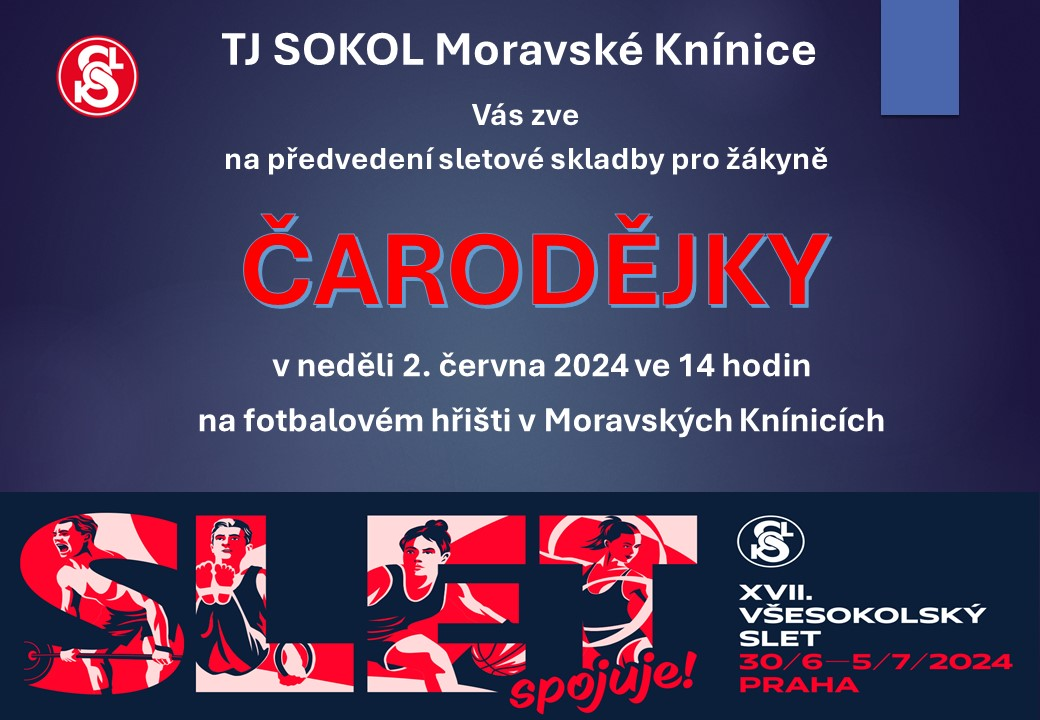 TJ SOKOL Moravské Knínice
Vás zve
na předvedení sletové skladby pro žákyně
ČARODĚJKY
v neděli 2. června 2024 ve 14 hodin
na fotbalovém hřišti v Moravských Knínicích
SLET
spojuje!
XVII.
VŠESOKOLSKÝ
SLET
30/6—5/7/2024
PRAHA